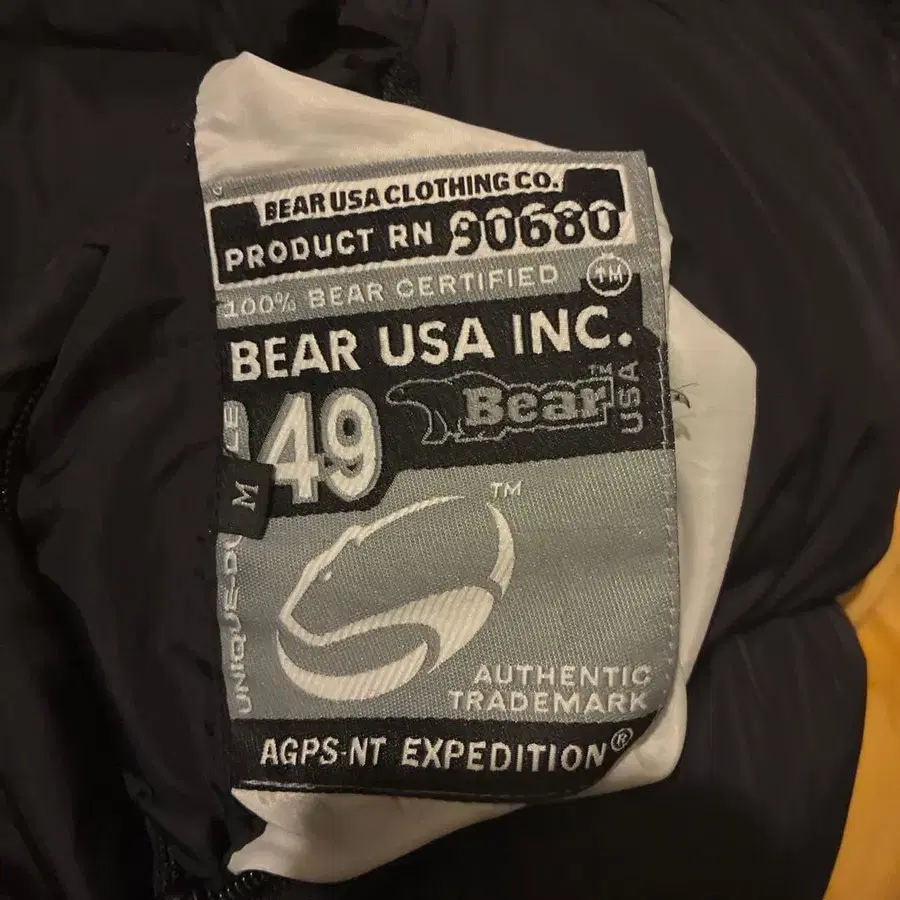 BEAR USA CLOTHING CO.
PRODUCT RN 90680
100% BEAR CERTIFIED TM
BEAR USA INC.
49
Bear TM
USA
M
TM
AUTHENTIC
TRADEMARK
AGPS-NT EXPEDITION®